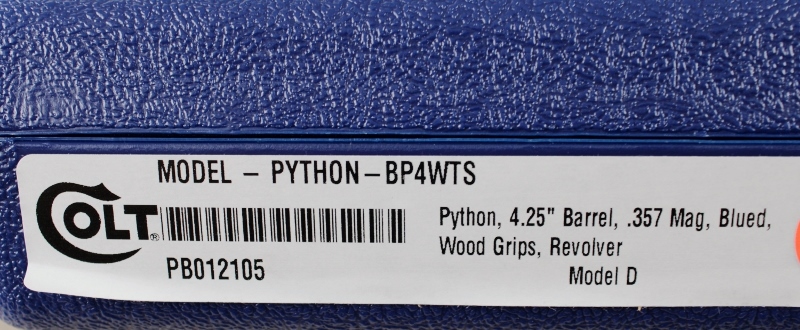 MODEL - PYTHON-BP4WTS
COLT®
PB012105
Python, 4.25" Barrel, .357 Mag, Blued,
Wood Grips, Revolver
Model D